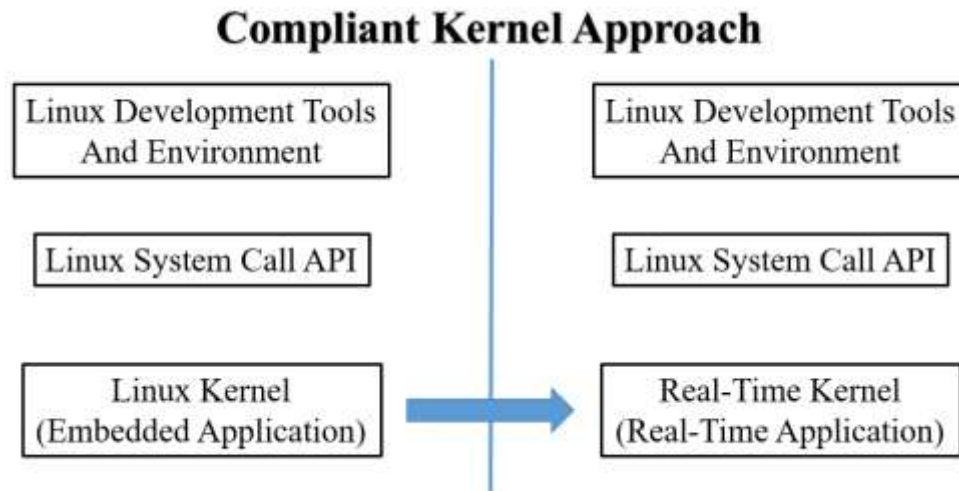 Compliant Kernel Approach
Linux Development Tools
And Environment
Linux System Call API
Linux Kernel
(Embedded Application)
Linux Development Tools
And Environment
Linux System Call API
Real-Time Kernel
(Real-Time Application)